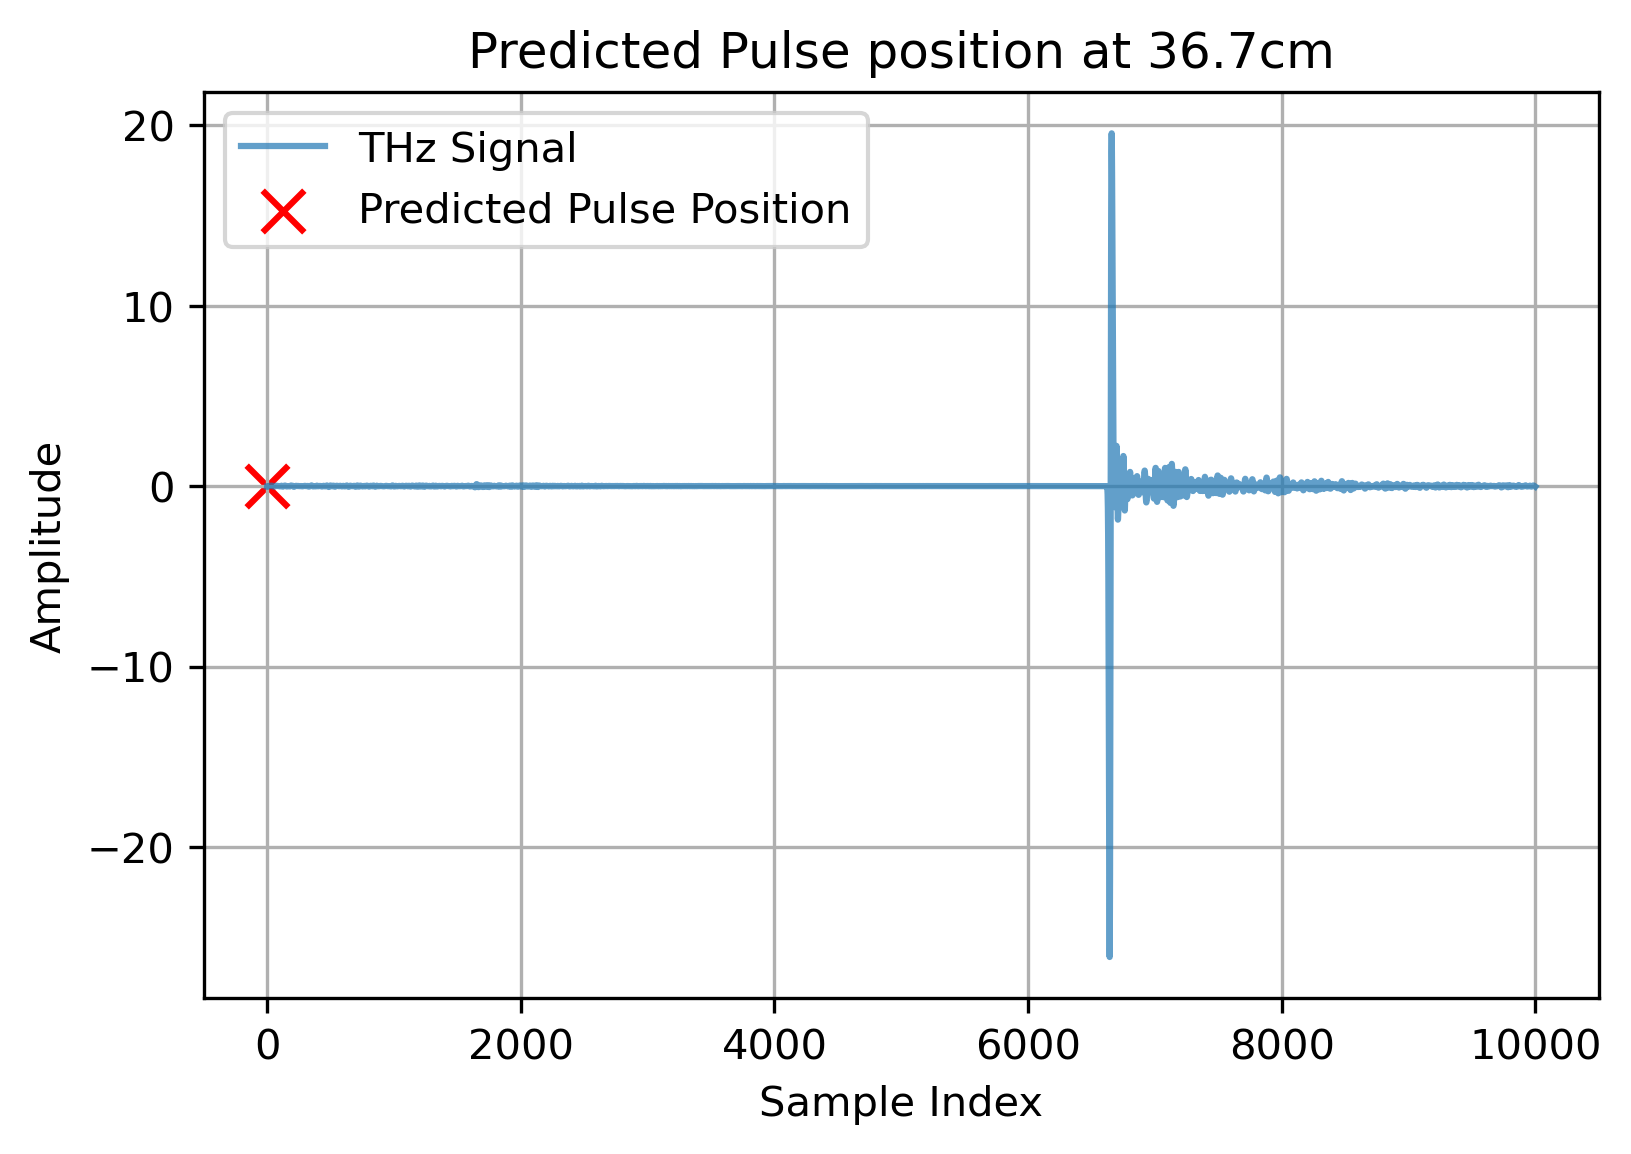 Predicted Pulse position at 36.7cm
THz Signal
Predicted Pulse Position
20
10
0
−10
−20
Amplitude
0 2000 4000 6000 8000 10000
Sample Index